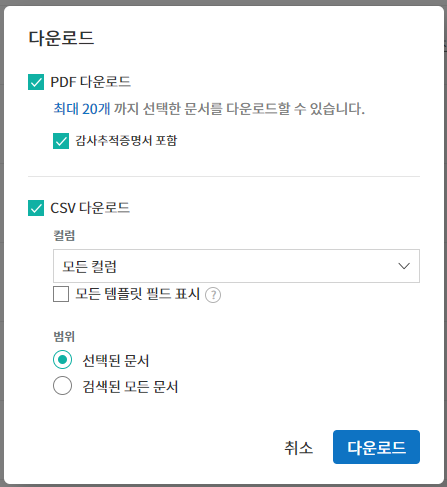 다운로드
PDF 다운로드
최대 20개 까지 선택한 문서를 다운로드할 수 있습니다.
감사추적증명서 포함
CSV 다운로드
컬럼
모든 컬럼
모든 템플릿 필드 표시 ?
범위
선택된 문서
검색된 모든 문서
취소 다운로드